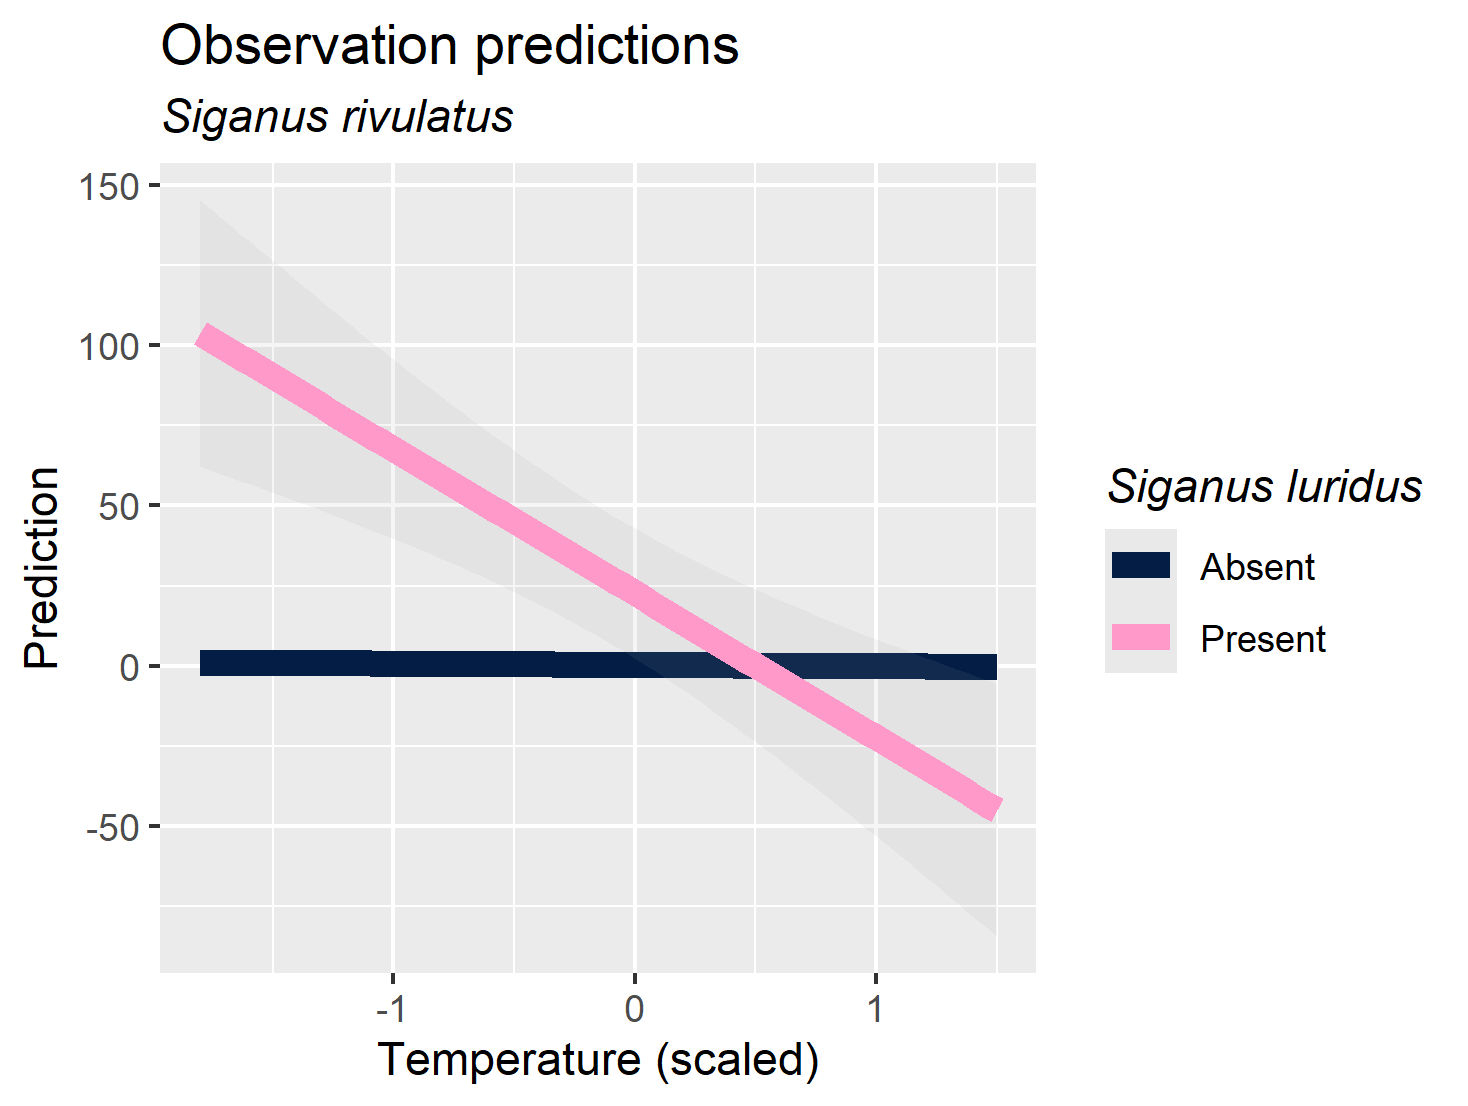 Observation predictions
Siganus rivulatus
150
100
50
0
-50
Prediction
-1 0 1
Temperature (scaled)
Siganus luridus
Absent
Present